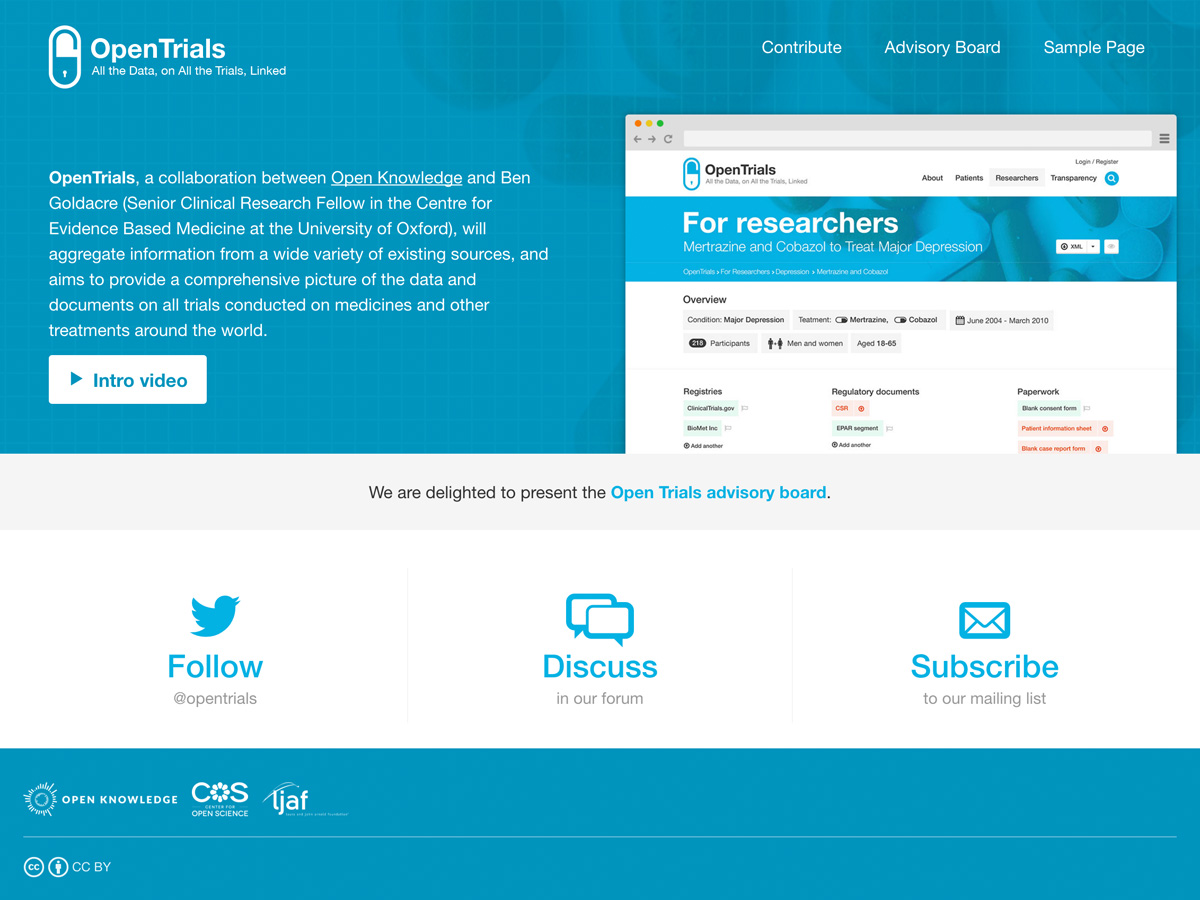 OpenTrials
All the Data, on All the Trials, Linked
Contribute
Advisory Board
Sample Page
OpenTrials, a collaboration between Open Knowledge and Ben
Goldacre (Senior Clinical Research Fellow in the Centre for
Evidence Based Medicine at the University of Oxford), will
aggregate information from a wide variety of existing sources, and
aims to provide a comprehensive picture of the data and
documents on all trials conducted on medicines and other
treatments around the world.
Intro video
OpenTrials
All the Data, on All the Trials, Linked
Login / Register
About
Patients
Researchers
Transparency
For researchers
Mertrazine and Cobazol to Treat Major Depression
XML
OpenTrials › For Researchers › Depression › Mertrazine and Cobazol
Overview
Condition: Major Depression
Teatment: Mertrazine, Cobazol
June 2004 - March 2010
218 Participants
Men and women
Aged 18-65
Registries
ClinicalTrials.gov
BioMet Inc
Add another
Regulatory documents
CSR
EPAR segment
Add another
Paperwork
Blank consent form
Patient information sheet
Blank case report form
We are delighted to present the Open Trials advisory board.
Follow
@opentrials
Discuss
in our forum
Subscribe
to our mailing list
OPEN KNOWLEDGE
COS
CENTER FOR
OPEN SCIENCE
ljaf
laura and john arnold foundation
cc
CC BY